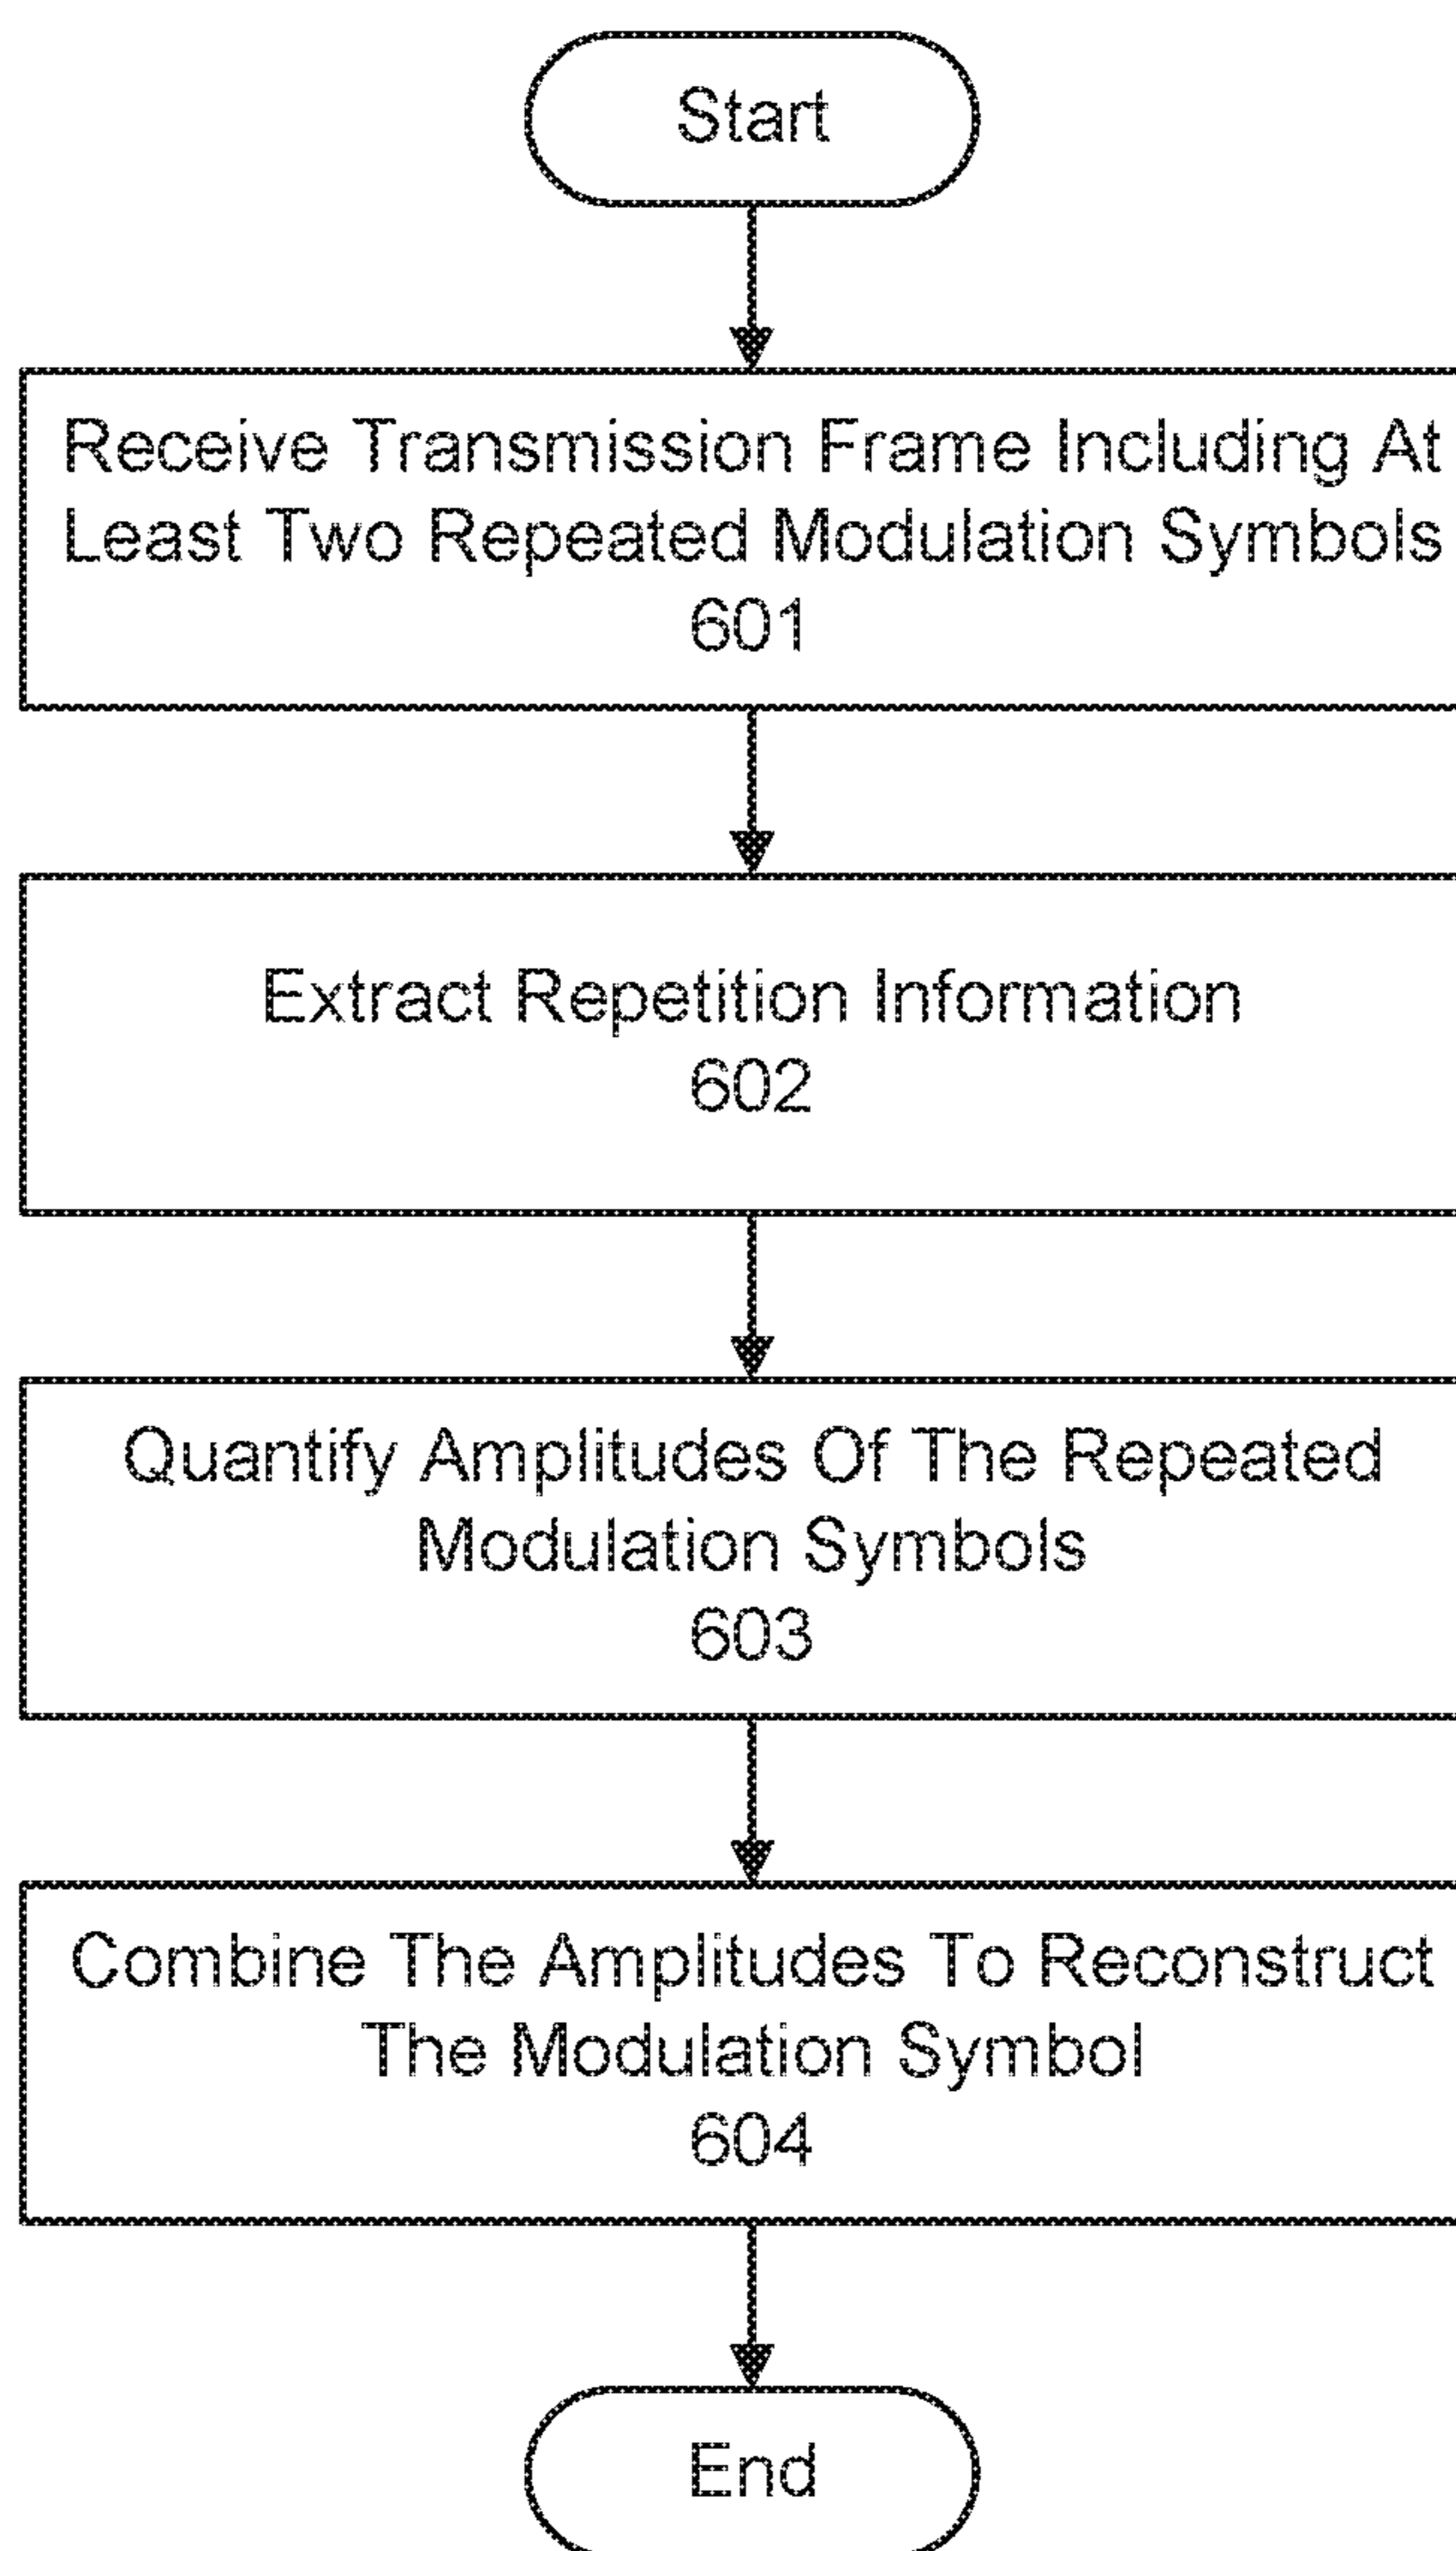 Start
Receive Transmission Frame Including At
Least Two Repeated Modulation Symbols
601
Extract Repetition Information
602
Quantify Amplitudes Of The Repeated
Modulation Symbols
603
Combine The Amplitudes To Reconstruct
The Modulation Symbol
604
End